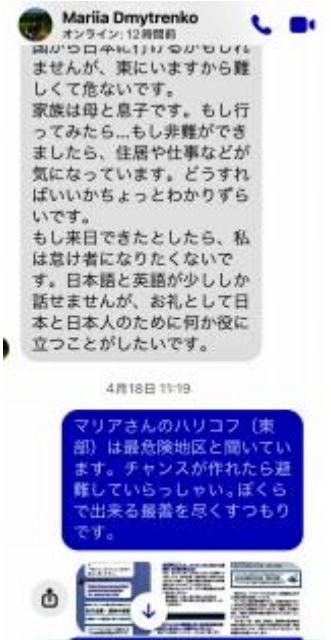 Mariia Dmytrenko
オンライン: 12時間前
国から日本に行けるかもしれ
ませんが、東にいますから難
しくて危ないです。
家族は母と息子です。もし行
ってみたら...もし非難ができ
ましたら、住居や仕事などが
気になっています。どうすれ
ばいいかちょっとわかりずら
いです。
もし来日できたとしたら、私
は怠け者になりたくないで
す。日本語と英語が少ししか
話せませんが、お礼として日
本と日本人のために何か役に
立つことがしたいです。
4月18日 11:19
マリアさんのハリコフ（東
部）は最危険地区と聞いてい
ます。チャンスが作れたら避
難していらっしゃい。ぼくら
で出来る最善を尽くすつもり
です。